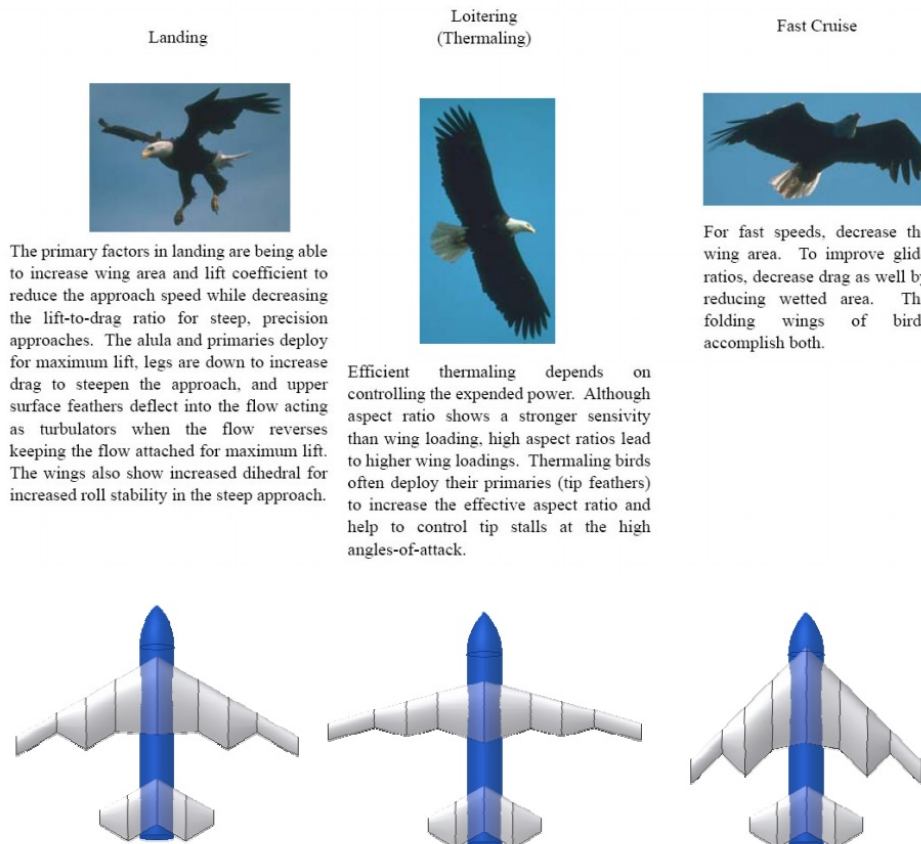 Landing
The primary factors in landing are being able
to increase wing area and lift coefficient to
reduce the approach speed while decreasing
the lift-to-drag ratio for steep, precision
approaches. The alula and primaries deploy
for maximum lift, legs are down to increase
drag to steepen the approach, and upper
surface feathers deflect into the flow acting
as turbulators when the flow reverses
keeping the flow attached for maximum lift.
The wings also show increased dihedral for
increased roll stability in the steep approach.
Loitering
(Thermaling)
Efficient thermaling depends on
controlling the expended power. Although
aspect ratio shows a stronger sensivity
than wing loading, high aspect ratios lead
to higher wing loadings. Thermaling birds
often deploy their primaries (tip feathers)
to increase the effective aspect ratio and
help to control tip stalls at the high
angles-of-attack.
Fast Cruise
For fast speeds, decrease th
wing area. To improve glid
ratios, decrease drag as well by
reducing wetted area. Th
folding wings of bird
accomplish both.